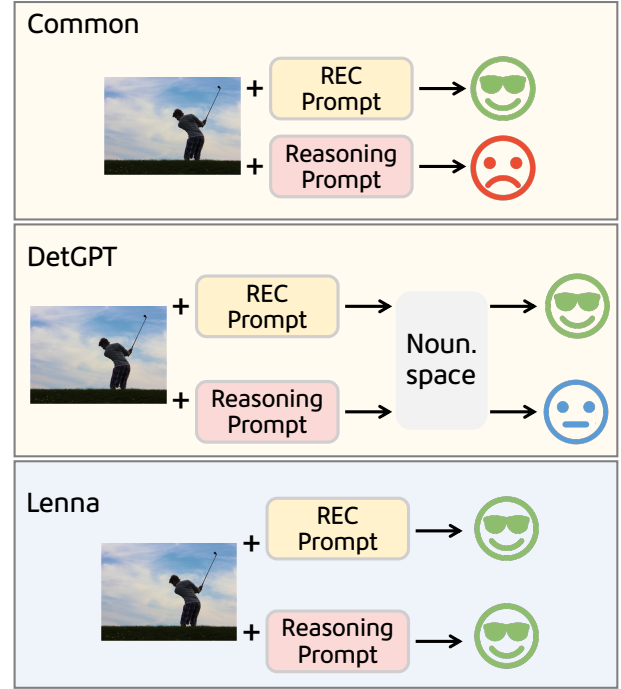 Common
+
REC
Prompt
+
Reasoning
Prompt
DetGPT
+
REC
Prompt
Noun.
space
+
Reasoning
Prompt
Lenna
+
REC
Prompt
+
Reasoning
Prompt